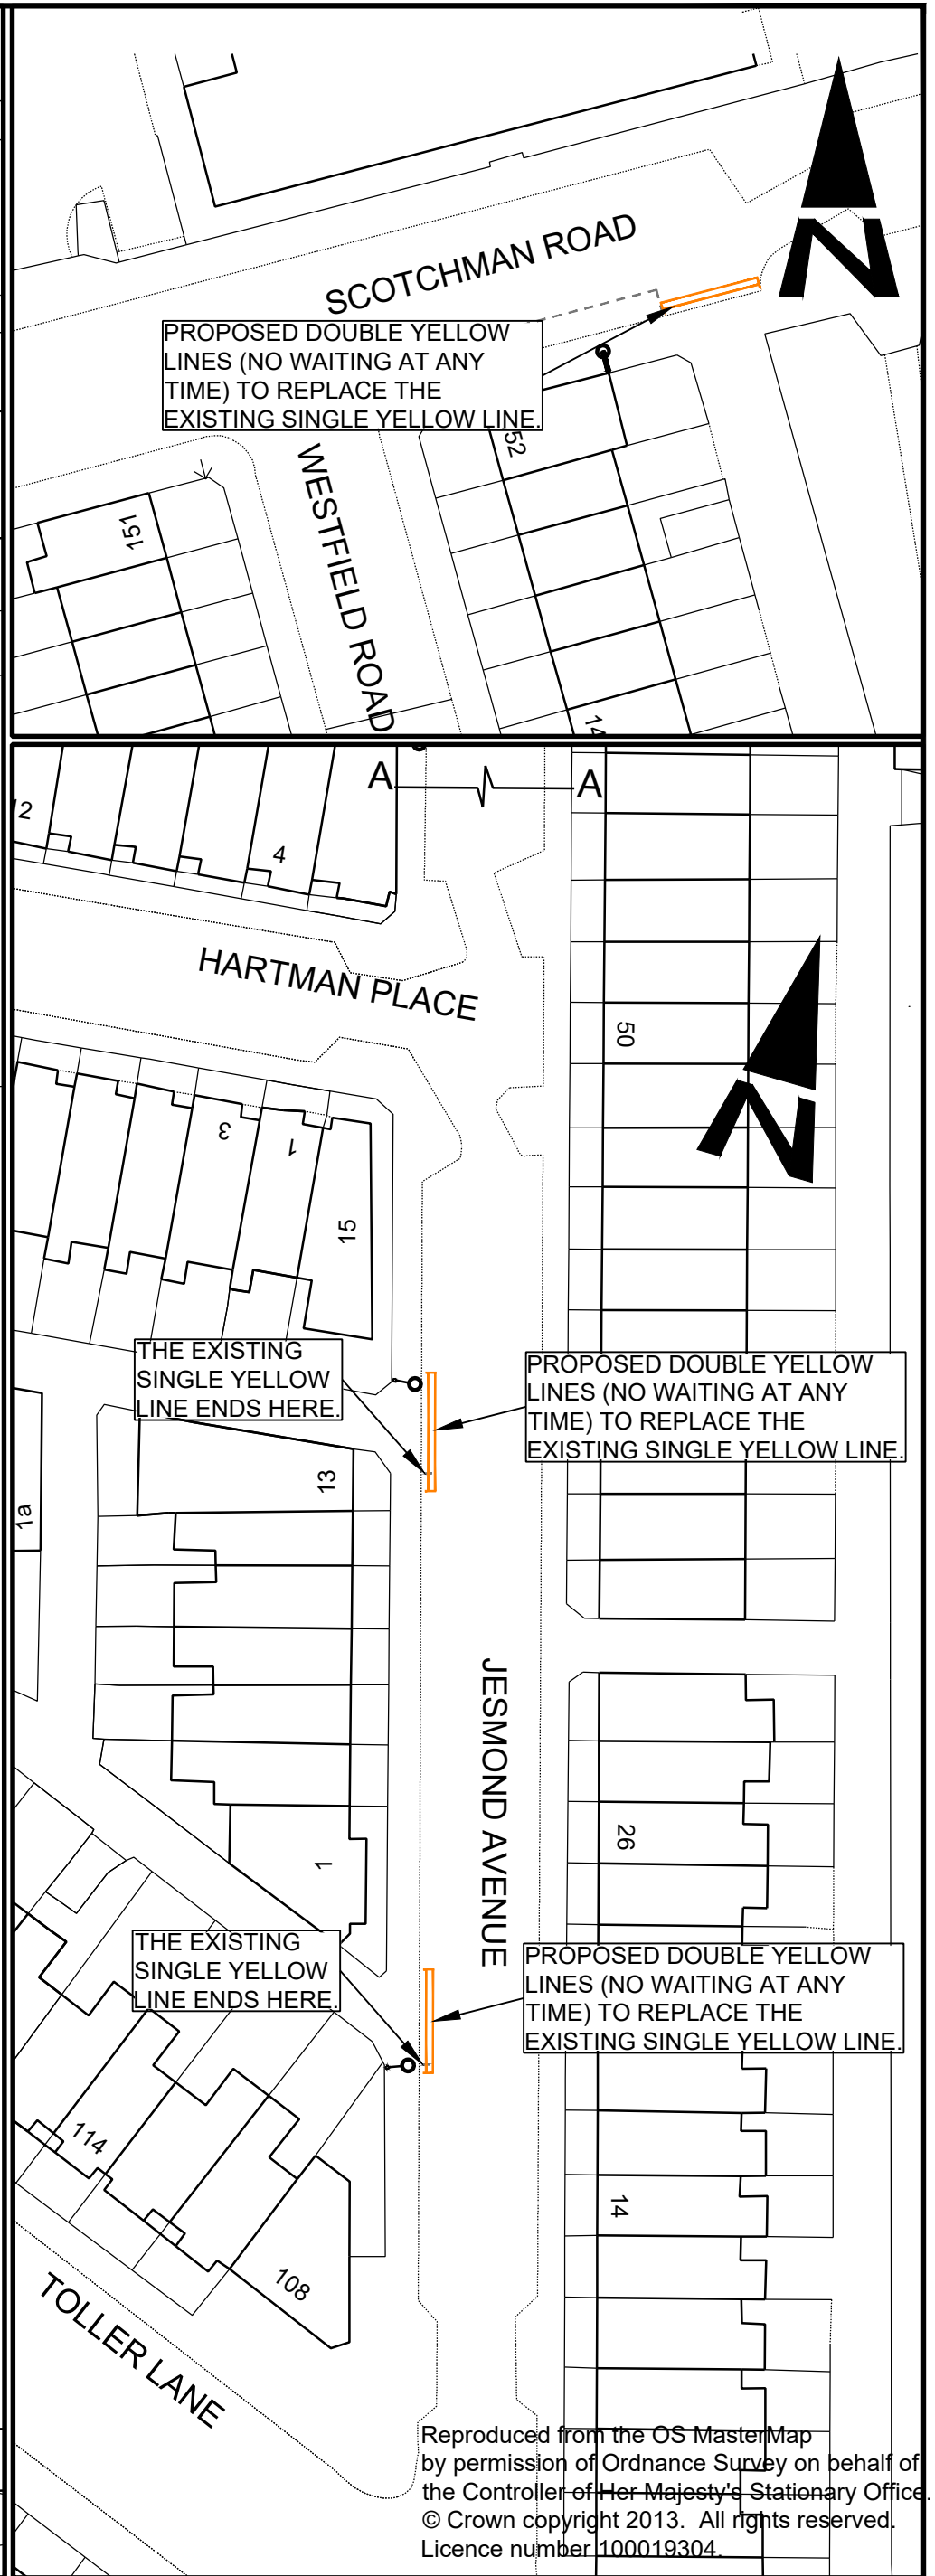 N
SCOTCHMAN ROAD
PROPOSED DOUBLE YELLOW
LINES (NO WAITING AT ANY
TIME) TO REPLACE THE
EXISTING SINGLE YELLOW LINE.
52
WESTFIELD ROAD
151
14
A
A
12
4
HARTMAN PLACE
50
N
3
1
15
THE EXISTING
SINGLE YELLOW
LINE ENDS HERE.
PROPOSED DOUBLE YELLOW
LINES (NO WAITING AT ANY
TIME) TO REPLACE THE
EXISTING SINGLE YELLOW LINE.
13
1a
JESMOND AVENUE
26
1
THE EXISTING
SINGLE YELLOW
LINE ENDS HERE.
PROPOSED DOUBLE YELLOW
LINES (NO WAITING AT ANY
TIME) TO REPLACE THE
EXISTING SINGLE YELLOW LINE.
114
14
108
TOLLER LANE
Reproduced from the OS MasterMap
by permission of Ordnance Survey on behalf of
the Controller of Her Majesty's Stationary Office.
© Crown copyright 2013. All rights reserved.
Licence number 100019304.